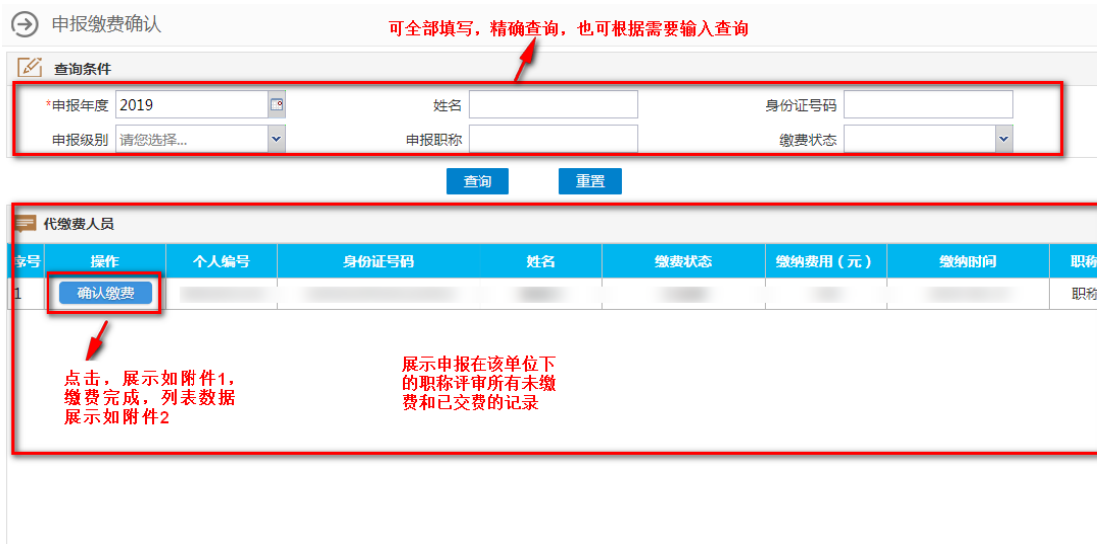 申报缴费确认
可全部填写，精确查询，也可根据需要输入查询
查询条件
*申报年度 2019 姓名 身份证号码
申报级别 请您选择... 申报职称 缴费状态
查询 重置
代缴费人员
序号 操作 个人编号 身份证号码 姓名 缴费状态 缴纳费用（元） 缴纳时间 职称
1 确认缴费 职称
点击，展示如附件1，
缴费完成，列表数据
展示如附件2
展示申报在该单位下
的职称评审所有未缴
费和已交费的记录